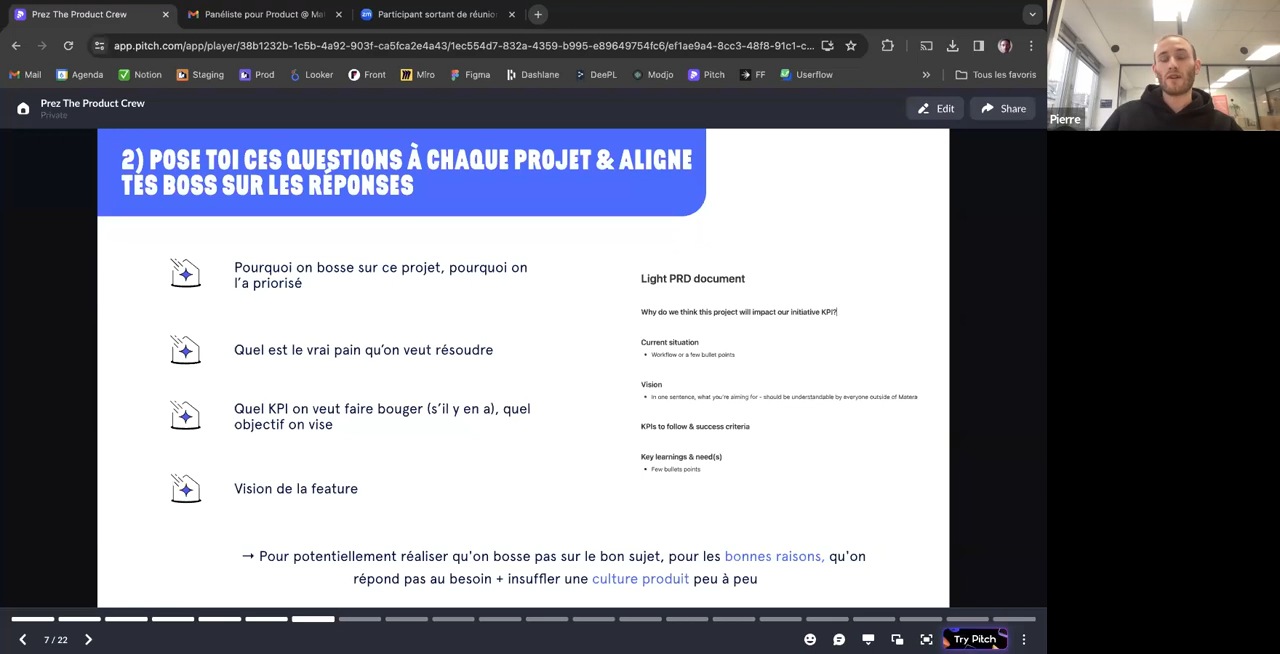 Prez The Product Crew
Panéliste pour Product @ Ma
Participant sortant de réunio
app.pitch.com/app/player/38b1232b-1c5b-4a92-903f-ca5fca2e4a43/1ec554d7-832a-4359-b995-e89649754fc6/ef1ae9a4-8cc3-48f8-91c1-c...
Mail
Agenda
Notion
Staging
Prod
Looker
Front
Miro
Figma
Dashlane
DeePL
Modjo
Pitch
FF
Userflow
Tous les favoris
Prez The Product Crew
Private
Edit
Share
Pierre
2) POSE TOI CES QUESTIONS À CHAQUE PROJET & ALIGNE
TES BOSS SUR LES RÉPONSES
Pourquoi on bosse sur ce projet, pourquoi on
l'a priorisé
Quel est le vrai pain qu'on veut résoudre
Quel KPI on veut faire bouger (s'il y en a), quel
objectif on vise
Vision de la feature
Light PRD document
Why do we think this project will impact our initiative KPI?
Current situation
• Workflow or a few bullet points
Vision
• In one sentence, what you're aiming for - should be understandable by everyone outside of Matera
KPIs to follow & success criteria
Key learnings & need(s)
• Few bullets points
→ Pour potentiellement réaliser qu'on bosse pas sur le bon sujet, pour les bonnes raisons, qu'on
répond pas au besoin + insuffler une culture produit peu à peu
7 / 22
Try Pitch